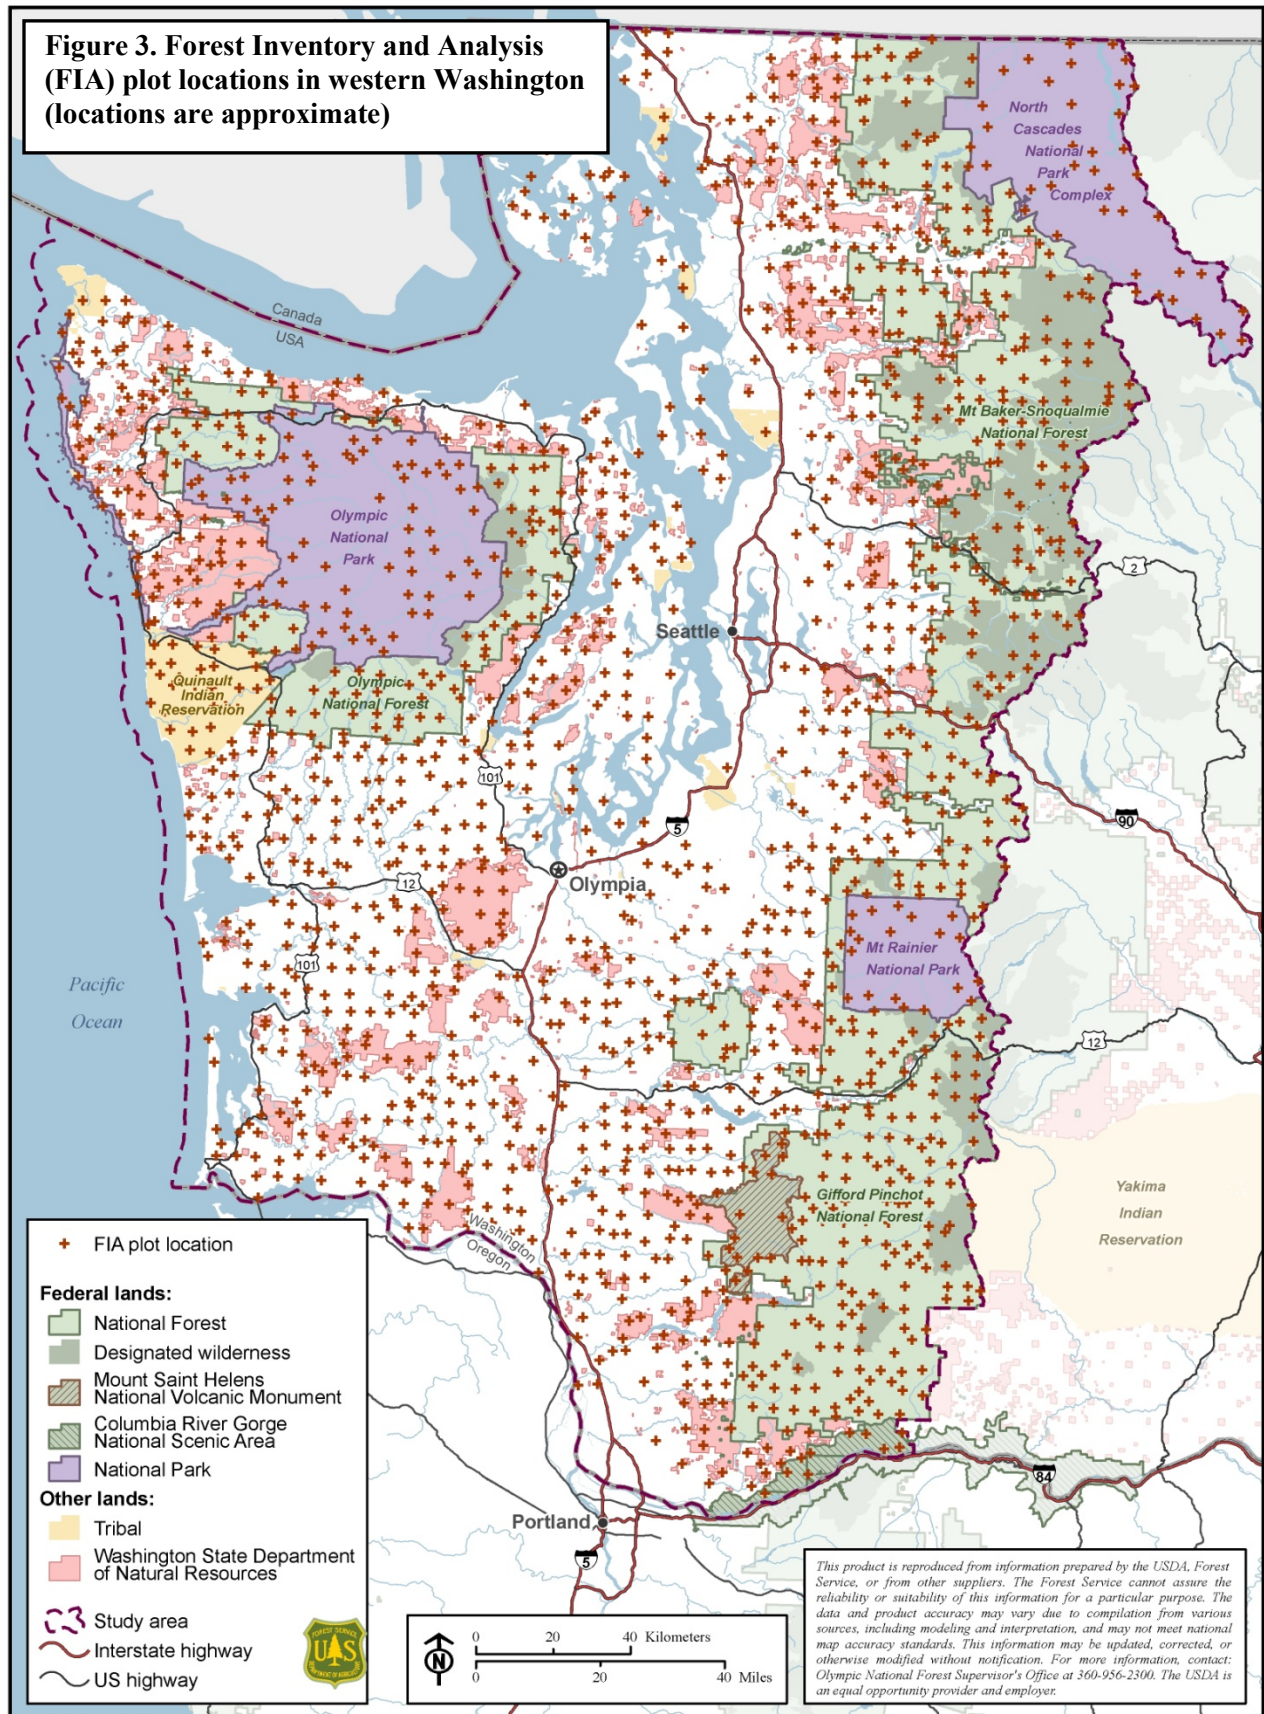 Figure 3. Forest Inventory and Analysis
(FIA) plot locations in western Washington
(locations are approximate)
North
Cascades
National
Park
Complex
Canada
USA
Mt Baker-Snoqualmie
National Forest
Olympic
National
Park
2
Seattle
Quinault
Indian
Reservation
Olympic
National Forest
101
5
90
Olympia
12
Mt Rainier
National Park
101
Pacific
Ocean
12
Yakima
Indian
Reservation
Gifford Pinchot
National Forest
Washington
Oregon
84
Portland
5
FIA plot location
Federal lands:
National Forest
Designated wilderness
Mount Saint Helens
National Volcanic Monument
Columbia River Gorge
National Scenic Area
National Park
Other lands:
Tribal
Washington State Department
of Natural Resources
Study area
Interstate highway
US highway
FOREST SERVICE
U S
DEPARTMENT OF AGRICULTURE
N
0 20 40 Kilometers
0 20 40 Miles
This product is reproduced from information prepared by the USDA, Forest
Service, or from other suppliers. The Forest Service cannot assure the
reliability or suitability of this information for a particular purpose. The
data and product accuracy may vary due to compilation from various
sources, including modeling and interpretation, and may not meet national
map accuracy standards. This information may be updated, corrected, or
otherwise modified without notification. For more information, contact:
Olympic National Forest Supervisor's Office at 360-956-2300. The USDA is
an equal opportunity provider and employer.